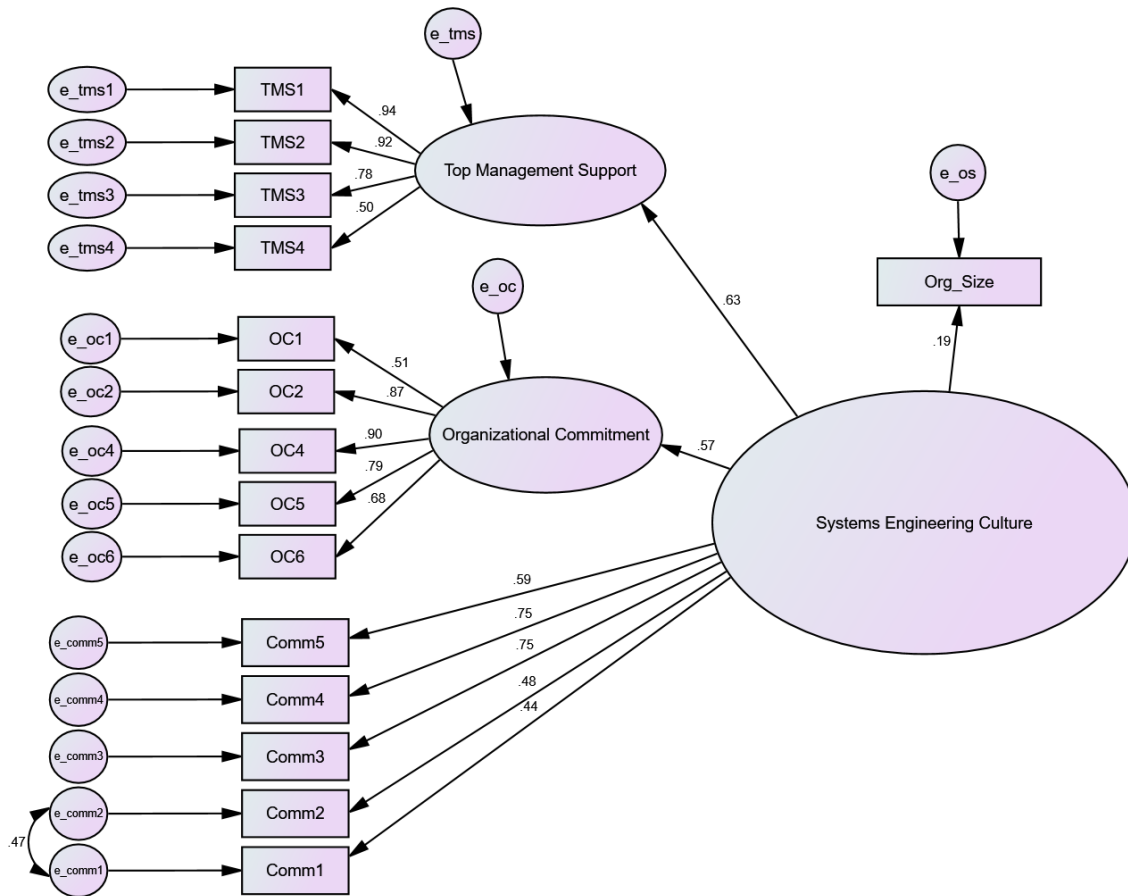 e_tms
e_tms1
TMS1
.94
e_tms2
TMS2
.92
e_tms3
TMS3
.78
e_tms4
TMS4
.50
Top Management Support
e_os
Org_Size
.63
.19
e_oc
e_oc1
OC1
.51
e_oc2
OC2
.87
e_oc4
OC4
.90
e_oc5
OC5
.79
e_oc6
OC6
.68
Organizational Commitment
.57
Systems Engineering Culture
e_comm5
Comm5
.59
e_comm4
Comm4
.75
e_comm3
Comm3
.75
e_comm2
Comm2
.48
.47
e_comm1
Comm1
.44